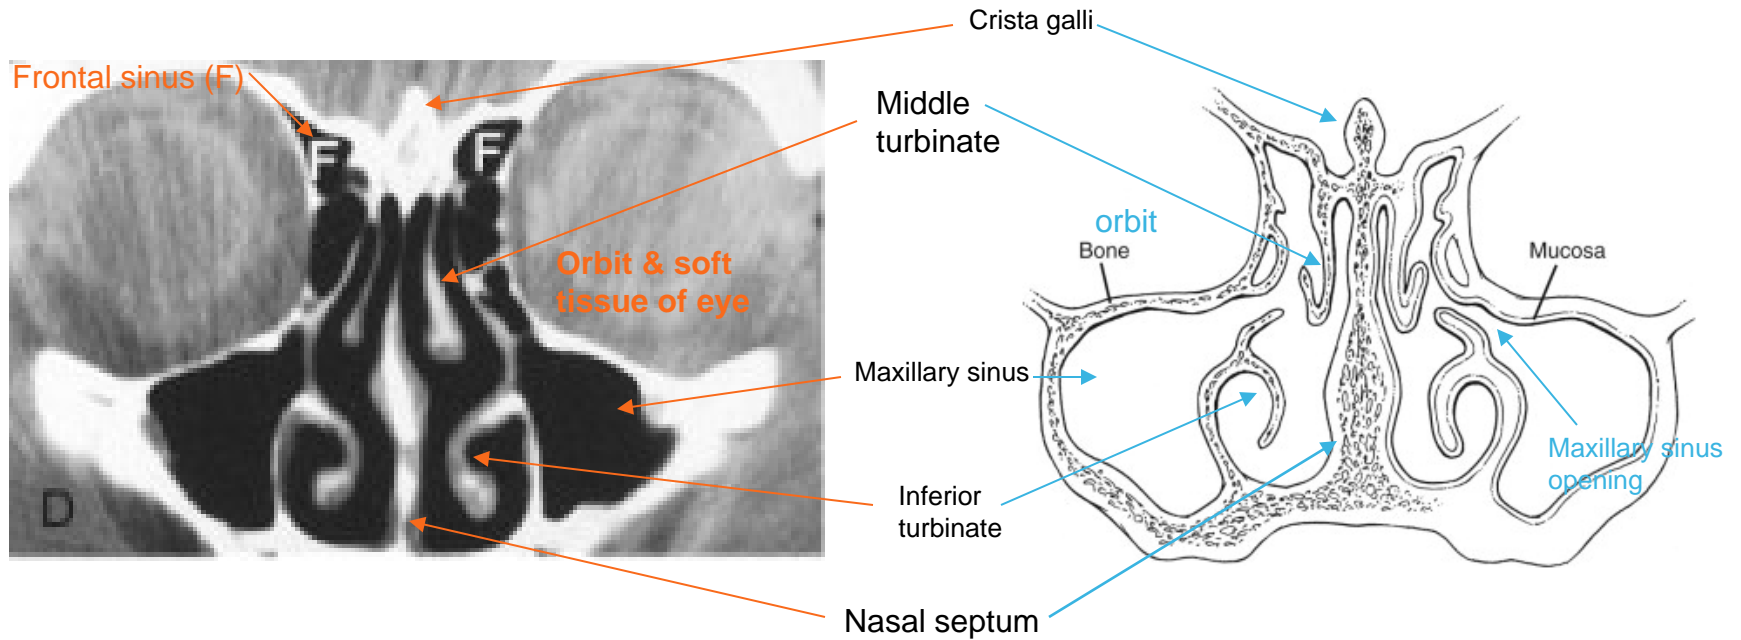 Crista galli
Frontal sinus (F)
Middle
turbinate
F
F
orbit
Bone
Mucosa
Orbit & soft
tissue of eye
Maxillary sinus
Maxillary sinus
opening
Inferior
turbinate
D
Nasal septum